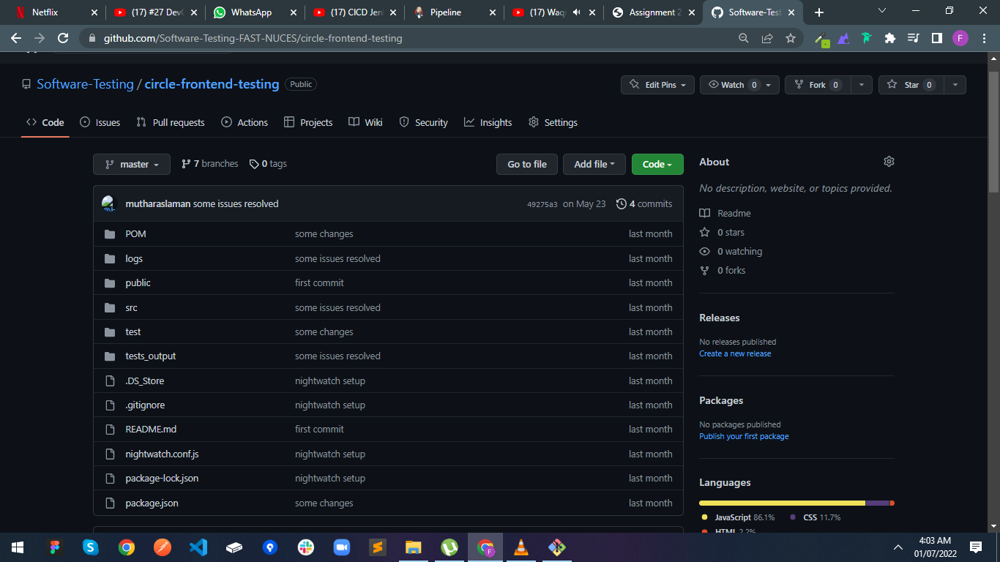 Netflix
(17) #27 Dev
WhatsApp
(17) CICD Jen
Pipeline
(17) Waq
Assignment 2
Software-Test
github.com/Software-Testing-FAST-NUCES/circle-frontend-testing
F
Software-Testing / circle-frontend-testing Public
Edit Pins
Watch 0
Fork 0
Star 0
Code
Issues
Pull requests
Actions
Projects
Wiki
Security
Insights
Settings
master
7 branches
0 tags
Go to file
Add file
Code
mutharaslaman some issues resolved 49275a3 on May 23 4 commits
POM some changes last month
logs some issues resolved last month
public first commit last month
src some issues resolved last month
test some changes last month
tests_output some issues resolved last month
.DS_Store nightwatch setup last month
.gitignore nightwatch setup last month
README.md first commit last month
nightwatch.conf.js nightwatch setup last month
package-lock.json nightwatch setup last month
package.json some changes last month
About
No description, website, or topics provided.
Readme
0 stars
0 watching
0 forks
Releases
No releases published
Create a new release
Packages
No packages published
Publish your first package
Languages
JavaScript 86.1%
CSS 11.7%
HTML 2.2%
4:03 AM
01/07/2022